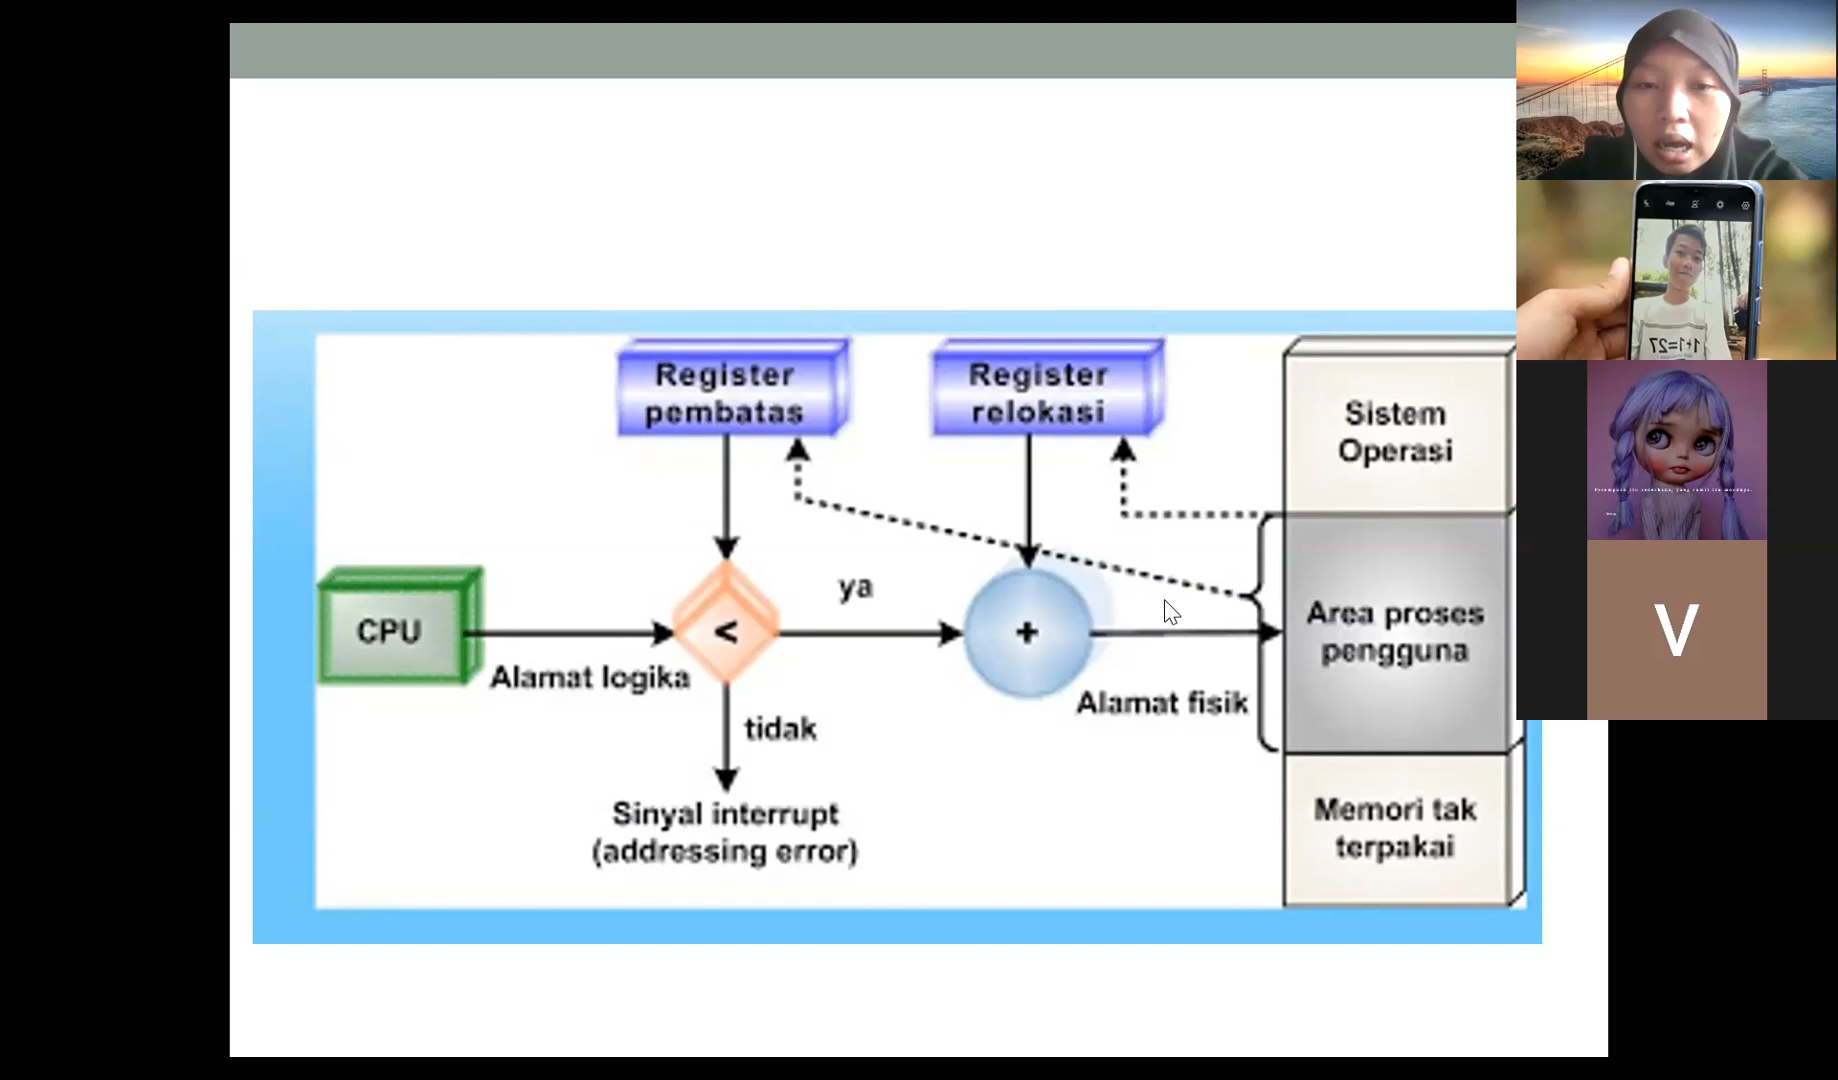 Register
pembatas
Register
relokasi
Sistem
Operasi
ya
CPU
<
+
Area proses
pengguna
Alamat logika
Alamat fisik
tidak
Sinyal interrupt
(addressing error)
Memori tak
terpakai
1+1=27
V